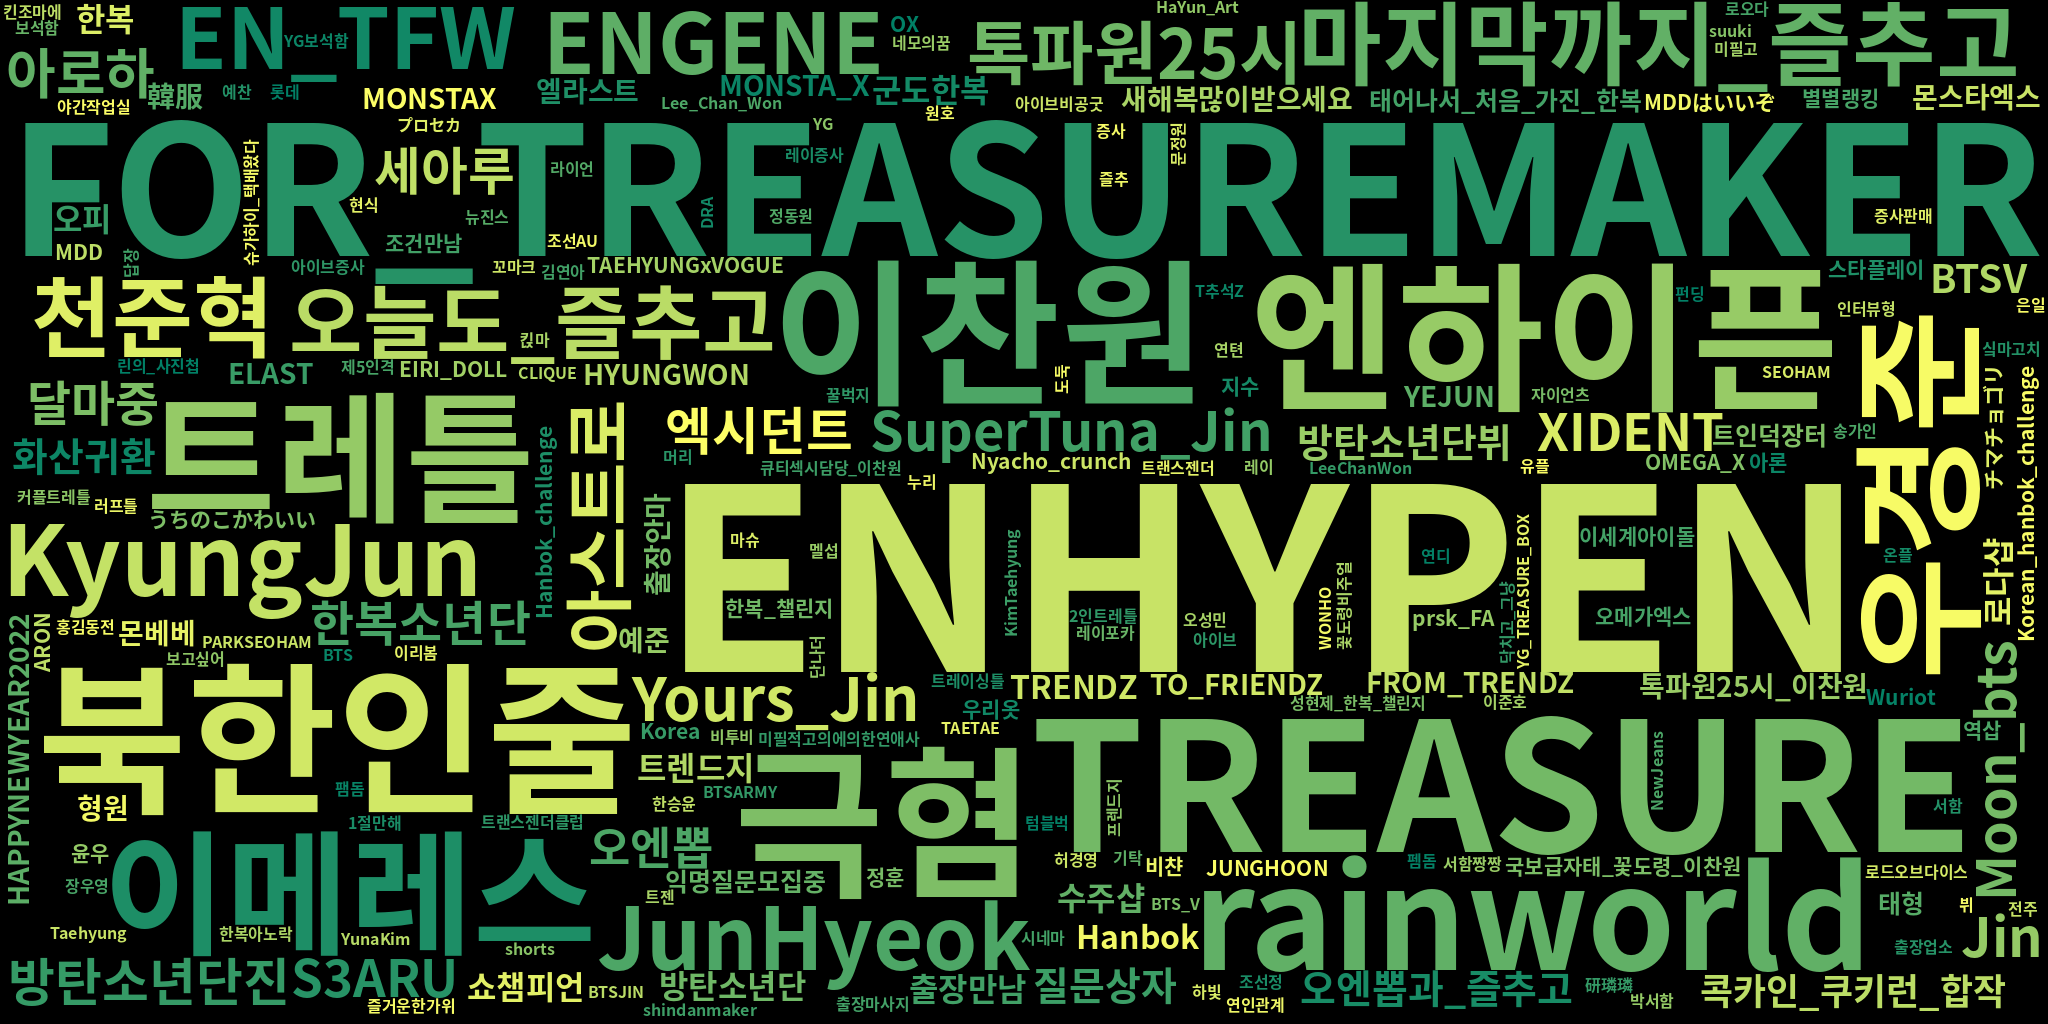 킨조마에
보석함
한복
EN_TFW
YG보석함
ENGENE
OX
네모의꿈
톡파원25시
HaYun_Art
마지막까지_즐추고
로오다
suuki
미필고
아로하
야간작업실
韓服
예찬
롯데
MONSTAX
엘라스트
MONSTA_X
군도한복
Lee_Chan_Won
원호
아이브비공굿
새해복많이받으세요
태어나서_처음_가진_한복
MDDはいいぞ
별별랭킹
몬스타엑스
FOR_TREASUREMAKER
プロセカ
YG
증사
문정원
세아루
라이언
레이증사
즐추
슈가하이_택배왔다
현식
뉴진스
DRA
정동원
증사판매
오피
MDD
답장
조건만남
조선AU
아이브증사
꼬마크
김연아
TAEHYUNGxVOGUE
스타플레이
BTSV
T추석Z
펀딩
인터뷰형
은일
천준혁
오늘도_즐추고
이찬원
엔하이픈
우경준
킩마
연텬
도둑
십마고치
린의_사진첩
ELAST
제5인격
EIRI_DOLL
CLIQUE
HYUNGWON
꿀벅지
지수
YEJUN
자이언츠
SEOHAM
チマチョゴリ
Korean_hanbok_challenge
달마중
트레틀
아스트로
엑시던트
SuperTuna_Jin
방탄소년단뷔
XIDENT
트인덕장터
송가인
화산귀환
Hanbok_challenge
머리
큐티섹시담당_이찬원
Nyacho_crunch
트랜스젠더
레이
LeeChanWon
유플
OMEGA_X
아론
커플트레틀
러프틀
누리
うちのこかわいい
출장안마
ENHYPEN
KyungJun
마슈
멜섭
KimTaehyung
연디
YG_TREASURE_BOX
이세계아이돌
온플
로다샵
한복_챌린지
2인트레틀
레이포카
오성민
아이브
WONHO
꽃도령비주얼
prsk_FA
닥치고_그냥
오메가엑스
HAPPYNEWYEAR2022
ARON
홍김동전
몬베베
PARKSEOHAM
한복소년단
예준
보고싶어
BTS
이리봄
단나더
북한인줄
Yours_Jin
트레이싱틀
우리옷
TRENDZ
TO_FRIENDZ
FROM_TRENDZ
톡파원25시_이찬원
Wuriot
Moon_bts
성현제_한복_챌린지
이준호
Korea
비투비
미필적고의에의한연애사
TAETAE
TREASURE
역삼
트렌드지
극혐
NewJeans
팸돔
형원
한승윤
BTSARMY
프렌드지
서함
1절만해
트랜스젠더클럽
텀블벅
이메레스
윤우
장우영
오엔뽑
익명질문모집중
정훈
허경영
기탁
비챤
JUNGHOON
펨돔
서함짱짱
국보급자태_꽃도령_이찬원
로드오브다이스
트젠
수주샵
BTS_V
rainworld
태형
뷔
전주
Taehyung
한복아노락
YunaKim
shorts
JunHyeok
시네마
Hanbok
출장업소
Jin
방탄소년단진
S3ARU
즐거운한가위
쇼챔피언
BTSJIN
방탄소년단
shindanmaker
출장마사지
출장만남
질문상자
하빛
조선정
연인관계
오엔뽑과_즐추고
研璘璘
박서함
콕카인_쿠키런_합작